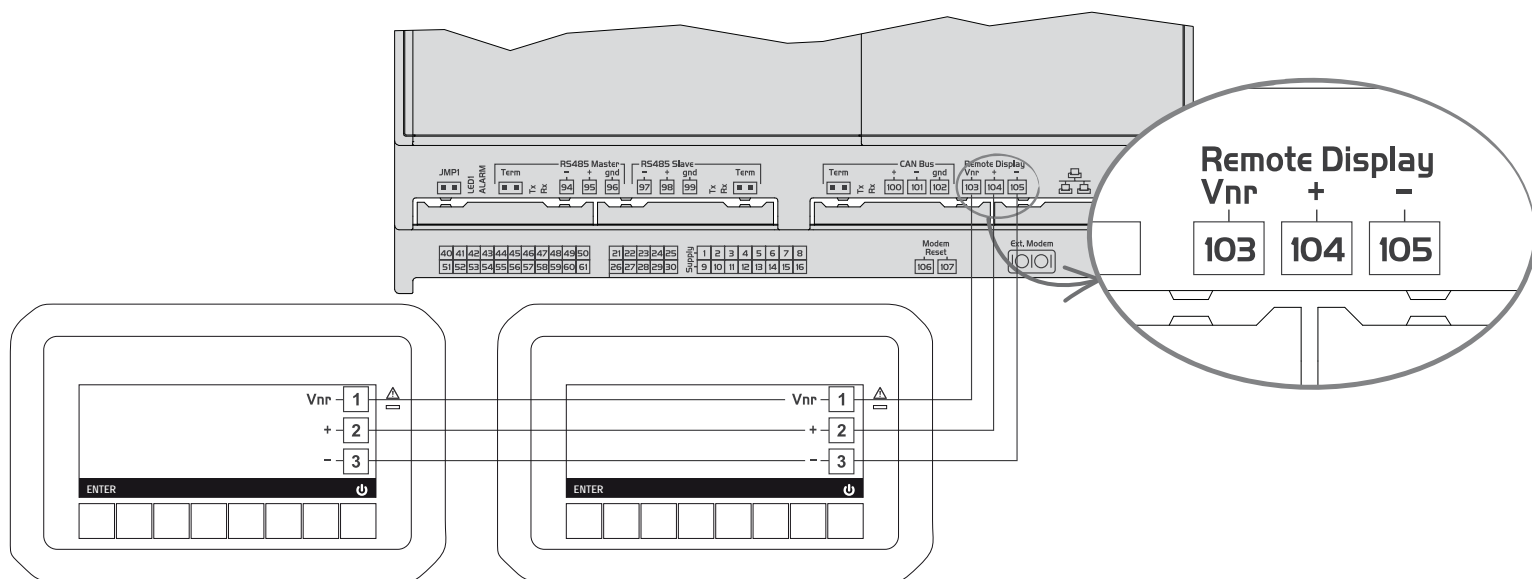 JMP1
LED1
ALARM
Term
Tx
Rx
RS485 Master
- + gnd
94 95 96
RS485 Slave
- + gnd
97 98 99
Tx
Rx
Term
Term
Tx
Rx
CAN Bus
+ - gnd
100 101 102
Remote Display
Vnr + -
103 104 105
40 41 42 43 44 45 46 47 48 49 50
51 52 53 54 55 56 57 58 59 60 61
21 22 23 24 25
26 27 28 29 30
Supply
1 2 3 4 5 6 7 8
9 10 11 12 13 14 15 16
Modem
Reset
106 107
Ext. Modem
Remote Display
Vnr + -
103 104 105
Vnr 1
+ 2
- 3
ENTER
Vnr 1
+ 2
- 3
ENTER